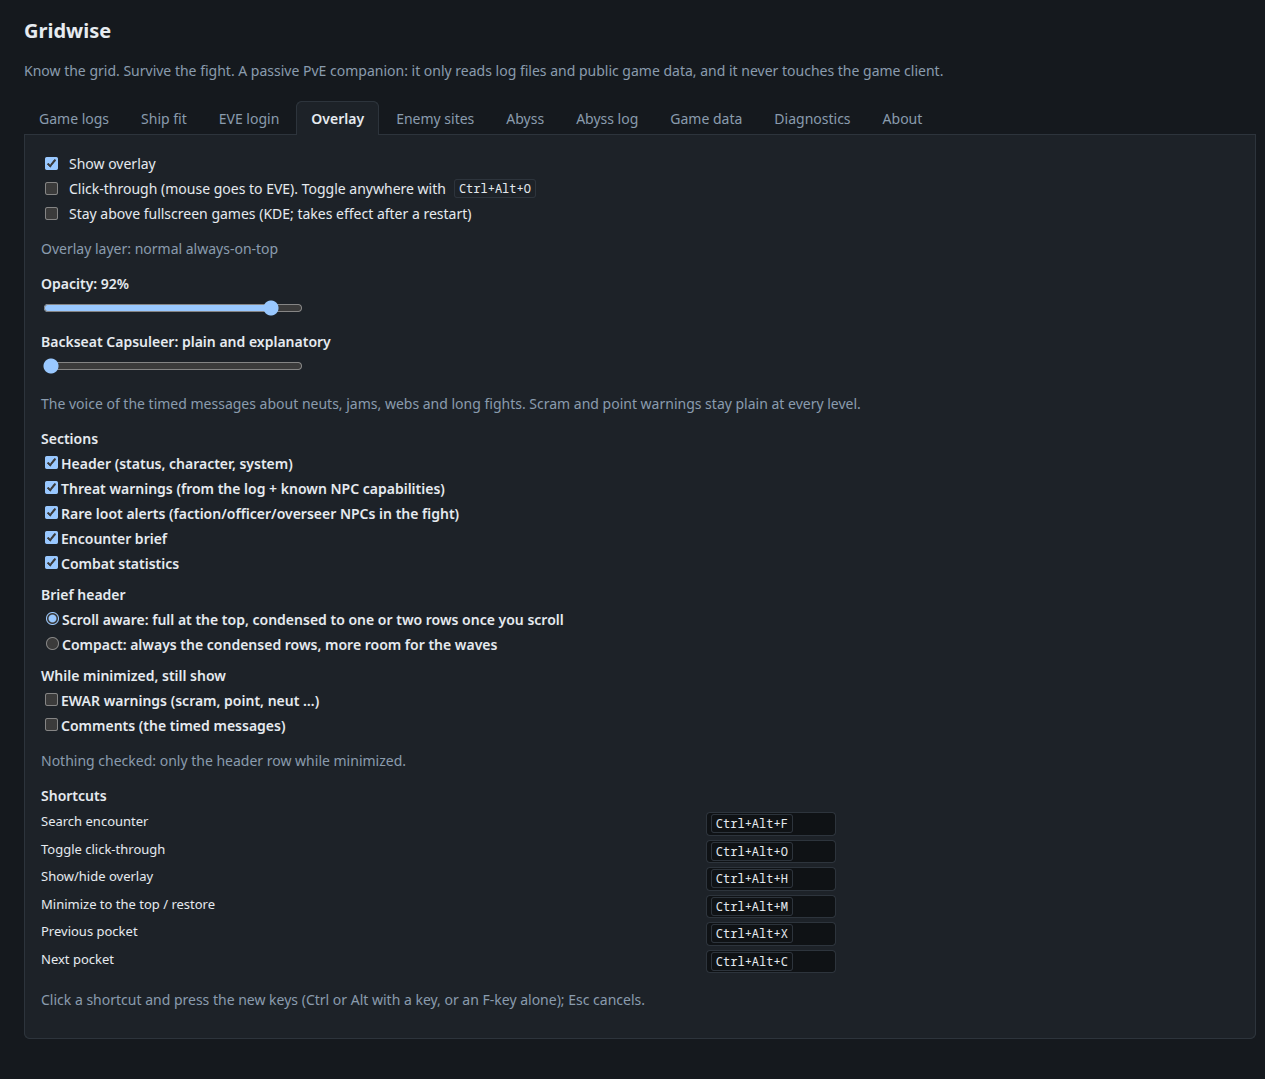 Gridwise
Know the grid. Survive the fight. A passive PvE companion: it only reads log files and public game data, and it never touches the game client.
Game logs Ship fit EVE login Overlay Enemy sites Abyss Abyss log Game data Diagnostics About
Show overlay
Click-through (mouse goes to EVE). Toggle anywhere with Ctrl+Alt+O
Stay above fullscreen games (KDE; takes effect after a restart)
Overlay layer: normal always-on-top
Opacity: 92%
Backseat Capsuleer: plain and explanatory
The voice of the timed messages about neuts, jams, webs and long fights. Scram and point warnings stay plain at every level.
Sections
Header (status, character, system)
Threat warnings (from the log + known NPC capabilities)
Rare loot alerts (faction/officer/overseer NPCs in the fight)
Encounter brief
Combat statistics
Brief header
Scroll aware: full at the top, condensed to one or two rows once you scroll
Compact: always the condensed rows, more room for the waves
While minimized, still show
EWAR warnings (scram, point, neut ...)
Comments (the timed messages)
Nothing checked: only the header row while minimized.
Shortcuts
Search encounter Ctrl+Alt+F
Toggle click-through Ctrl+Alt+O
Show/hide overlay Ctrl+Alt+H
Minimize to the top / restore Ctrl+Alt+M
Previous pocket Ctrl+Alt+X
Next pocket Ctrl+Alt+C
Click a shortcut and press the new keys (Ctrl or Alt with a key, or an F-key alone); Esc cancels.